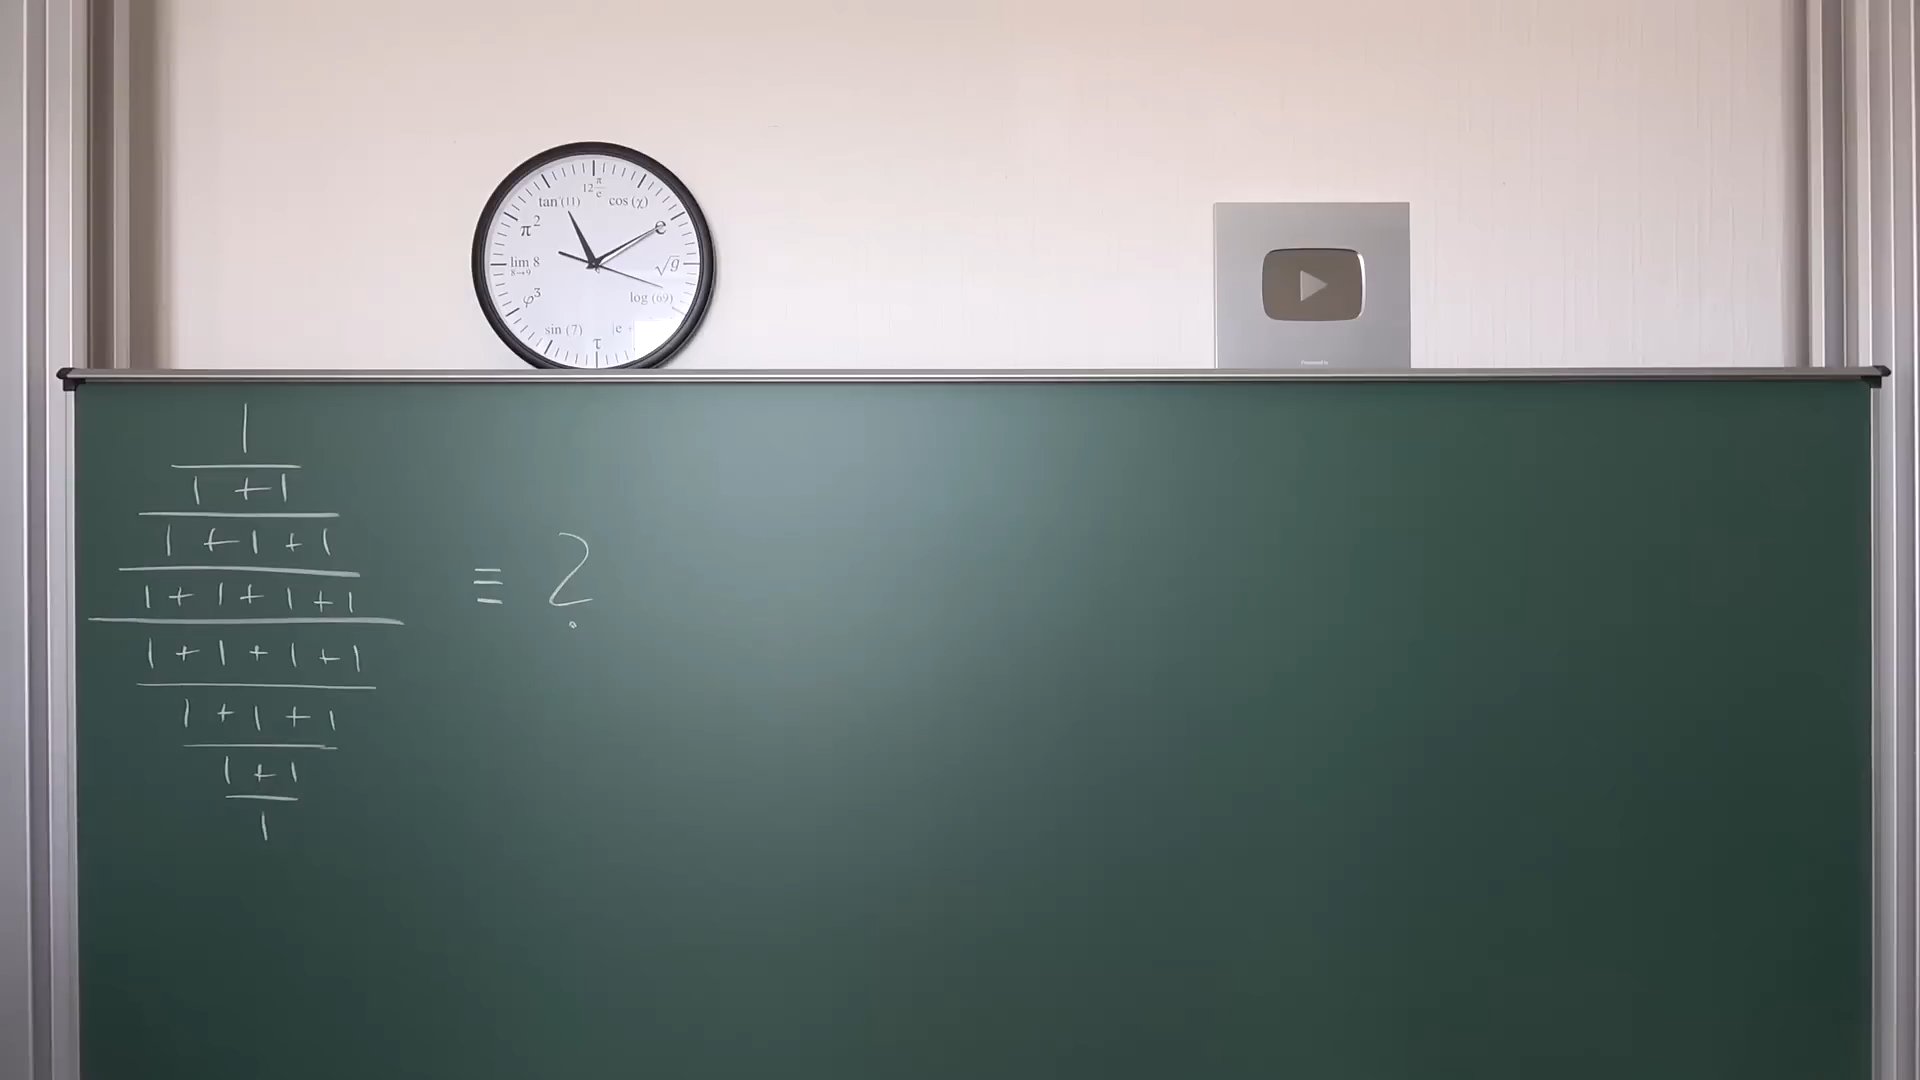 12 π/e
tan (11) cos (χ)
π² e
lim 8 √g
8→9
φ³ log (69)
sin (7) |e +
τ
1
1 + 1
1 + 1 + 1
1 + 1 + 1 + 1
≡ ?
1 + 1 + 1 + 1
1 + 1 + 1
1 + 1
1